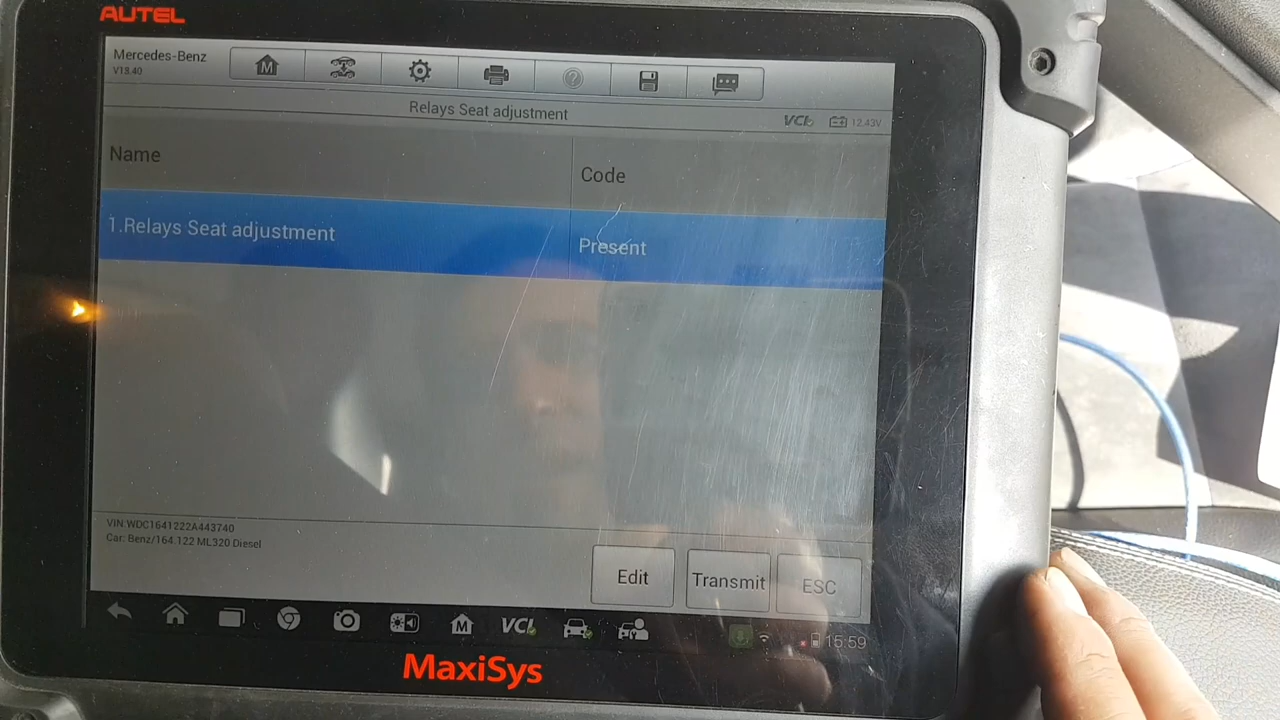 AUTEL
Mercedes-Benz
V18.40
Relays Seat adjustment
VCI 12.43V
Name
Code
1.Relays Seat adjustment
Present
VIN:WDC1641222A443740
Car: Benz/164.122 ML320 Diesel
Edit
Transmit
ESC
VCI
15:59
MaxiSys